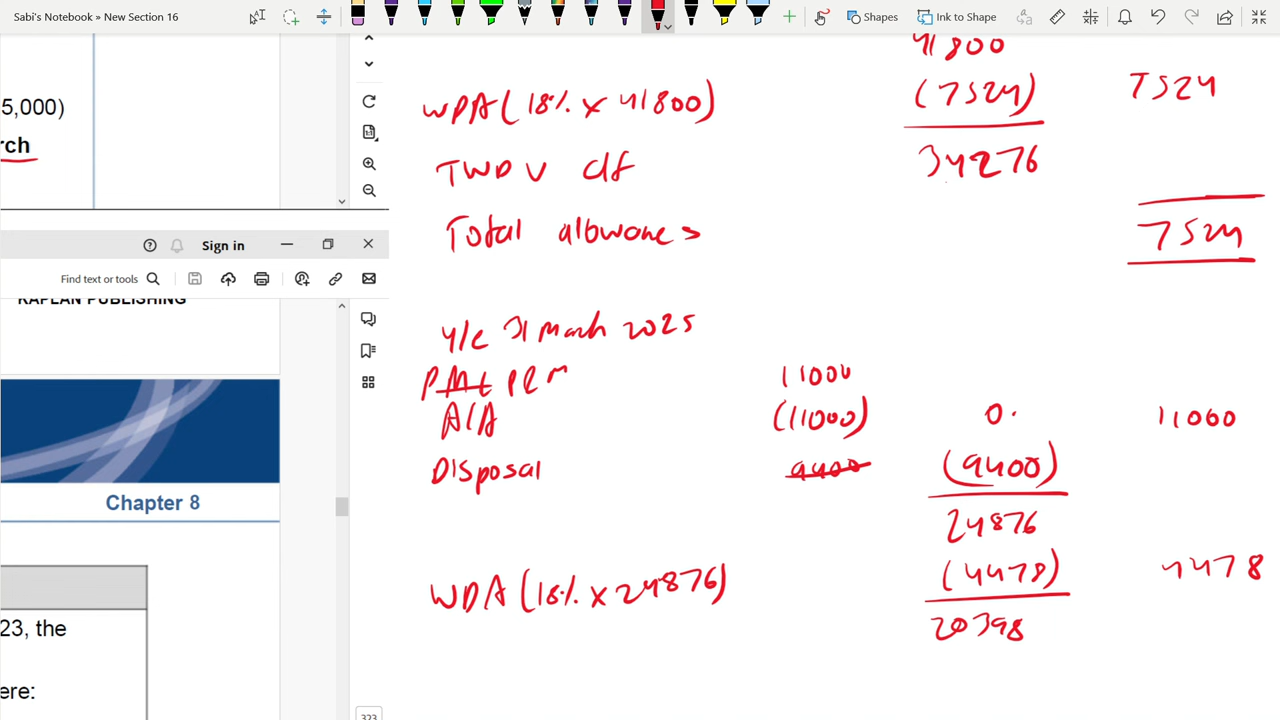 Sabi's Notebook » New Section 16
Shapes
Ink to Shape
5,000)
rch
Sign in
Find text or tools
KAPLAN PUBLISHING
Chapter 8
23, the
ere:
323
41800
WDA (18% x 41800) (7524) 7524
TWDV c/f 34276
Total allowances 7524
Y/e 31 March 2025
11000
AIA (11000) 0. 11000
Disposal 9400 (9400)
24876
WDA (18% x 24876) (4478) 4478
20398